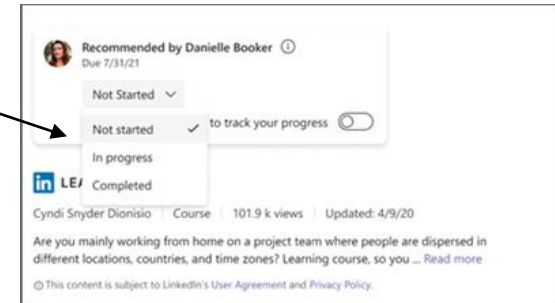 Recommended by Danielle Booker
Due 7/31/21
Not Started
Not started
to track your progress
In progress
in LEA
Completed
Cyndi Snyder Dionisio | Course | 101.9 k views | Updated: 4/9/20
Are you mainly working from home on a project team where people are dispersed in
different locations, countries, and time zones? Learning course, so you ... Read more
This content is subject to LinkedIn's User Agreement and Privacy Policy.